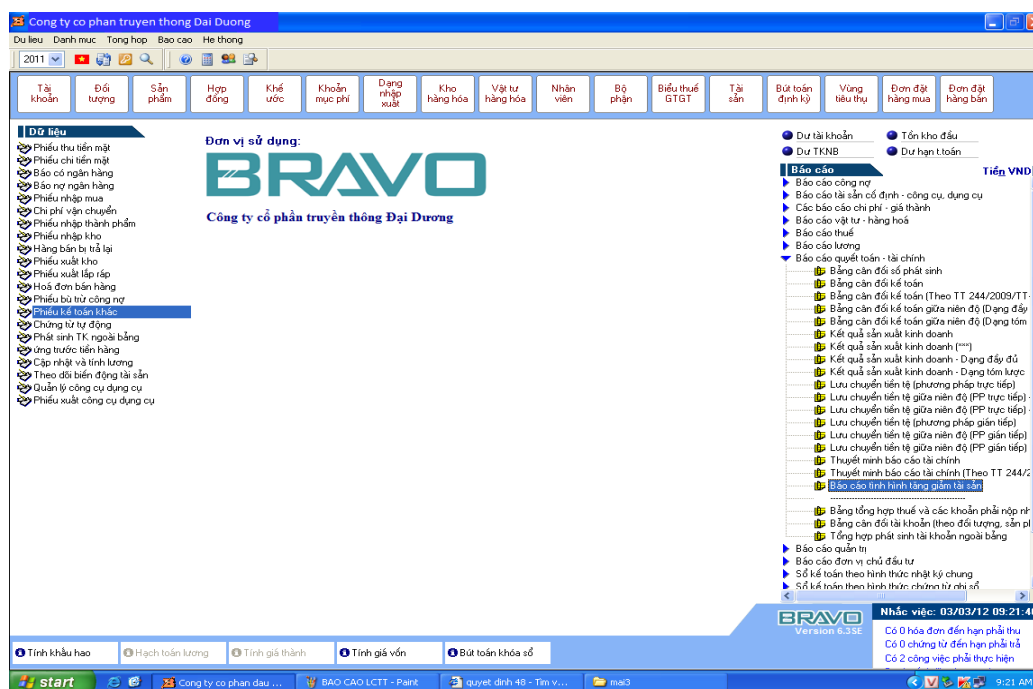 Cong ty co phan truyen thong Dai Duong
Du lieu Danh muc Tong hop Bao cao He thong
2011
Tài khoản
Đối tượng
Sản phẩm
Hợp đồng
Khế ước
Khoản mục phí
Dạng nhập xuất
Kho hàng hóa
Vật tư hàng hóa
Nhân viên
Bộ phận
Biểu thuế GTGT
Tài sản
Bút toán định kỳ
Vùng tiêu thụ
Đơn đặt hàng mua
Đơn đặt hàng bán
Dữ liệu
Phiếu thu tiền mặt
Phiếu chi tiền mặt
Báo có ngân hàng
Báo nợ ngân hàng
Phiếu nhập mua
Chi phí vận chuyển
Phiếu nhập thành phẩm
Phiếu nhập kho
Hàng bán bị trả lại
Phiếu xuất kho
Phiếu xuất lắp ráp
Hoá đơn bán hàng
Phiếu bù trừ công nợ
Phiếu kế toán khác
Chứng từ tự động
Phát sinh TK ngoài bảng
ứng trước tiền hàng
Cập nhật và tính lương
Theo dõi biến động tài sản
Quản lý công cụ dụng cụ
Phiếu xuất công cụ dụng cụ
Đơn vị sử dụng:
BRAVO
Công ty cổ phần truyền thông Đại Dương
Dư tài khoản
Tồn kho đầu
Dư TKNB
Dư hạn t.toán
Báo cáo
Tiền VND
Báo cáo công nợ
Báo cáo tài sản cố định - công cụ, dụng cụ
Các báo cáo chi phí - giá thành
Báo cáo vật tư - hàng hoá
Báo cáo thuế
Báo cáo lương
Báo cáo quyết toán - tài chính
Bảng cân đối số phát sinh
Bảng cân đối kế toán
Bảng cân đối kế toán (Theo TT 244/2009/TT-
Bảng cân đối kế toán giữa niên độ (Dạng đầy
Bảng cân đối kế toán giữa niên độ (Dạng tóm
Kết quả sản xuất kinh doanh
Kết quả sản xuất kinh doanh (***)
Kết quả sản xuất kinh doanh - Dạng đầy đủ
Kết quả sản xuất kinh doanh - Dạng tóm lược
Lưu chuyển tiền tệ (phương pháp trực tiếp)
Lưu chuyển tiền tệ giữa niên độ (PP trực tiếp) -
Lưu chuyển tiền tệ giữa niên độ (PP trực tiếp) -
Lưu chuyển tiền tệ (phương pháp gián tiếp)
Lưu chuyển tiền tệ giữa niên độ (PP gián tiếp)
Lưu chuyển tiền tệ giữa niên độ (PP gián tiếp)
Thuyết minh báo cáo tài chính
Thuyết minh báo cáo tài chính (Theo TT 244/2
Báo cáo tình hình tăng giảm tài sản
Bảng tổng hợp thuế và các khoản phải nộp nh
Bảng cân đối tài khoản (theo đối tượng, sản pl
Tổng hợp phát sinh tài khoản ngoài bảng
Báo cáo quản trị
Báo cáo đơn vị chủ đầu tư
Sổ kế toán theo hình thức nhật ký chung
Sổ kế toán theo hình thức chứng từ ghi sổ
BRAVO
Version 6.3SE
Nhắc việc: 03/03/12 09:21:40
Có 0 hóa đơn đến hạn phải thu
Có 0 chứng từ đến hạn phải trả
Có 2 công việc phải thực hiện
Tính khấu hao
Hạch toán lương
Tính giá thành
Tính giá vốn
Bút toán khóa sổ
start
Cong ty co phan dau ...
BAO CAO LCTT - Paint
quyet dinh 48 - Tim v...
mai3
9:21 AM